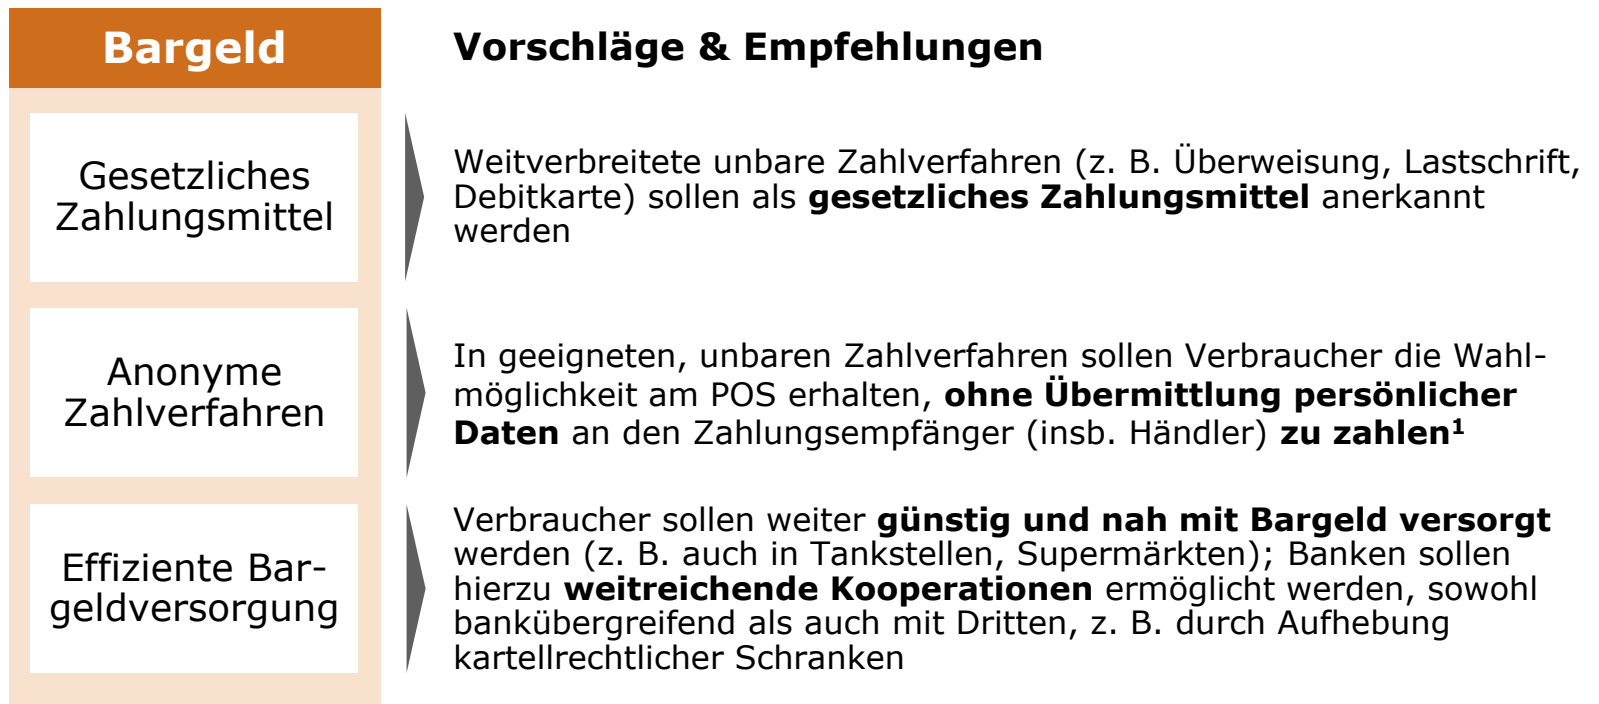 Bargeld
Vorschläge & Empfehlungen
Gesetzliches
Zahlungsmittel
Weitverbreitete unbare Zahlverfahren (z. B. Überweisung, Lastschrift,
Debitkarte) sollen als gesetzliches Zahlungsmittel anerkannt
werden
Anonyme
Zahlverfahren
In geeigneten, unbaren Zahlverfahren sollen Verbraucher die Wahl-
möglichkeit am POS erhalten, ohne Übermittlung persönlicher
Daten an den Zahlungsempfänger (insb. Händler) zu zahlen¹
Effiziente Bar-
geldversorgung
Verbraucher sollen weiter günstig und nah mit Bargeld versorgt
werden (z. B. auch in Tankstellen, Supermärkten); Banken sollen
hierzu weitreichende Kooperationen ermöglicht werden, sowohl
bankübergreifend als auch mit Dritten, z. B. durch Aufhebung
kartellrechtlicher Schranken